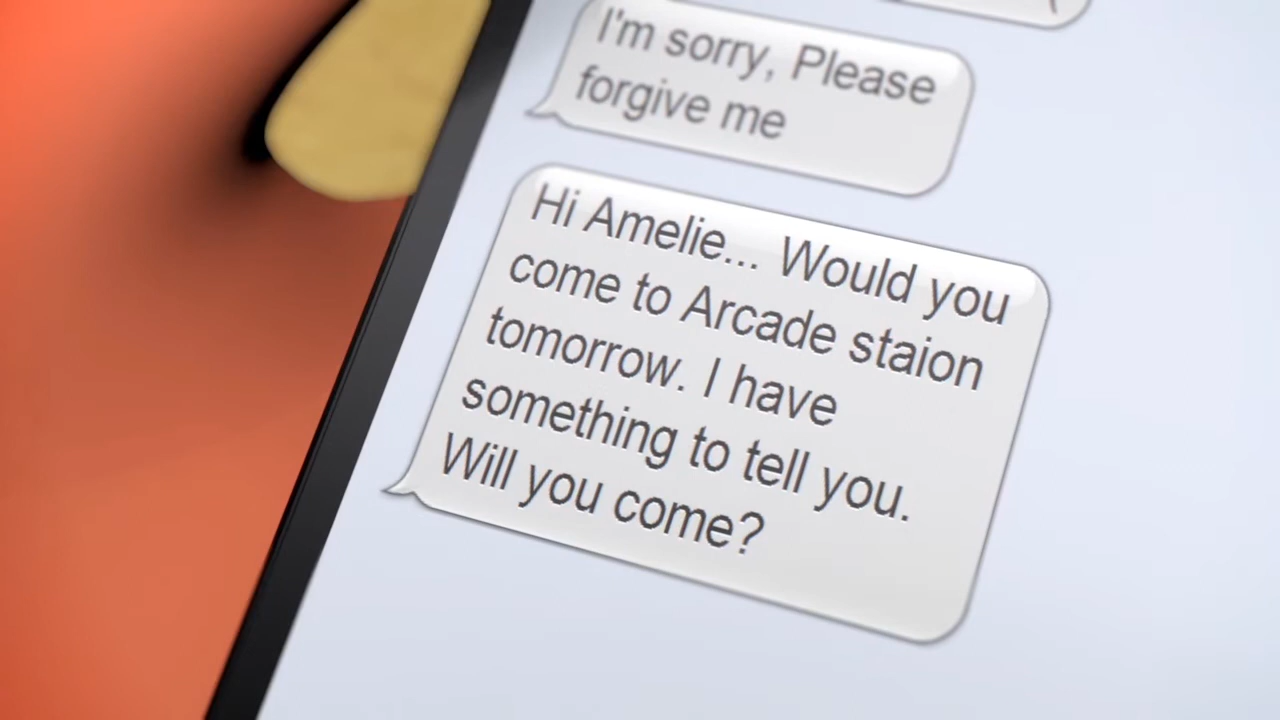 I'm sorry, Please
forgive me
Hi Amelie... Would you
come to Arcade staion
tomorrow. I have
something to tell you.
Will you come?